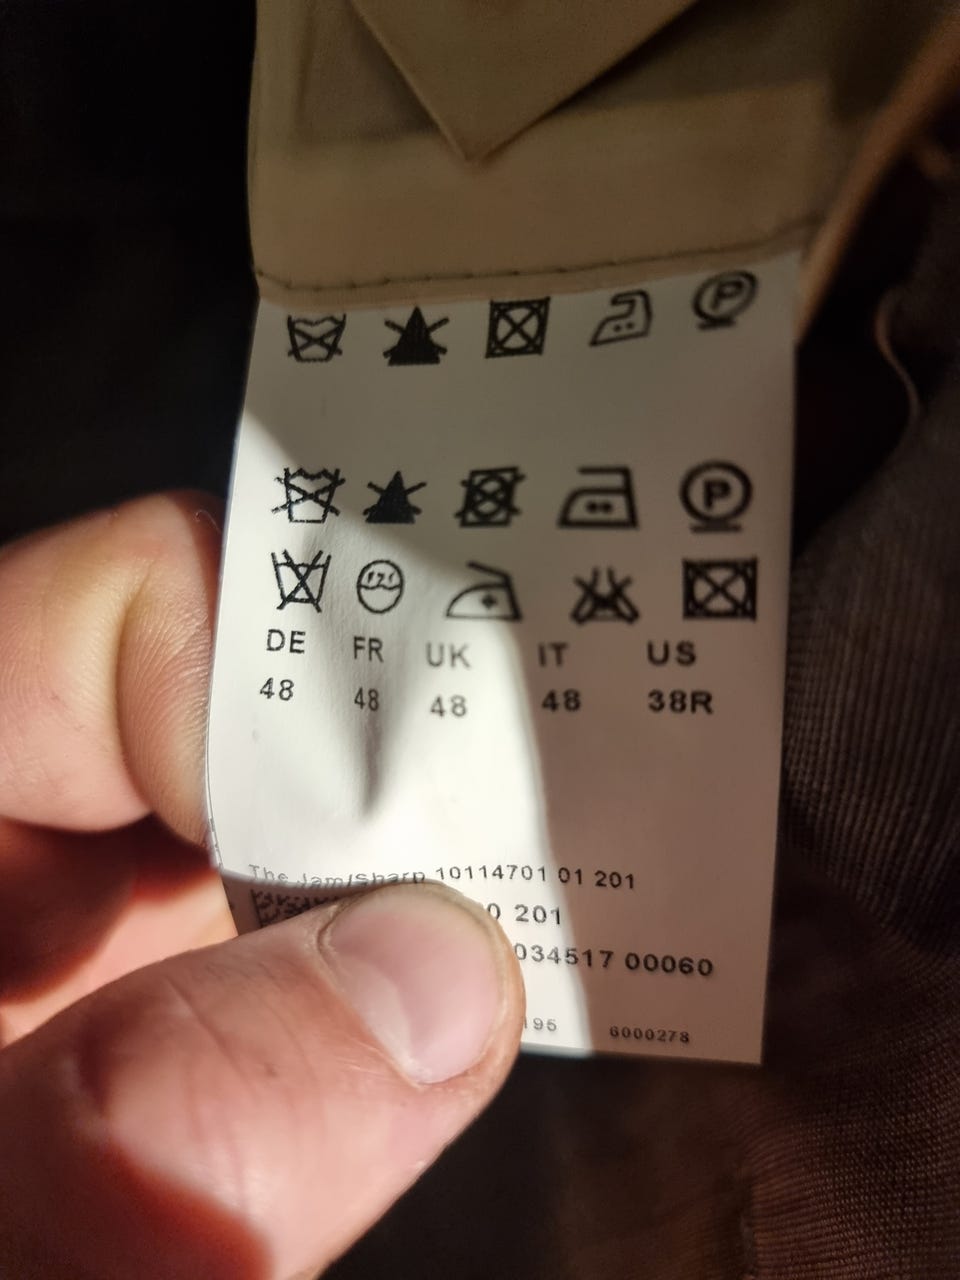 P
P
DE FR UK IT US
48 48 48 48 38R
The Jam/Sharp 10114701 01 201
0 201
034517 00060
195 6000278